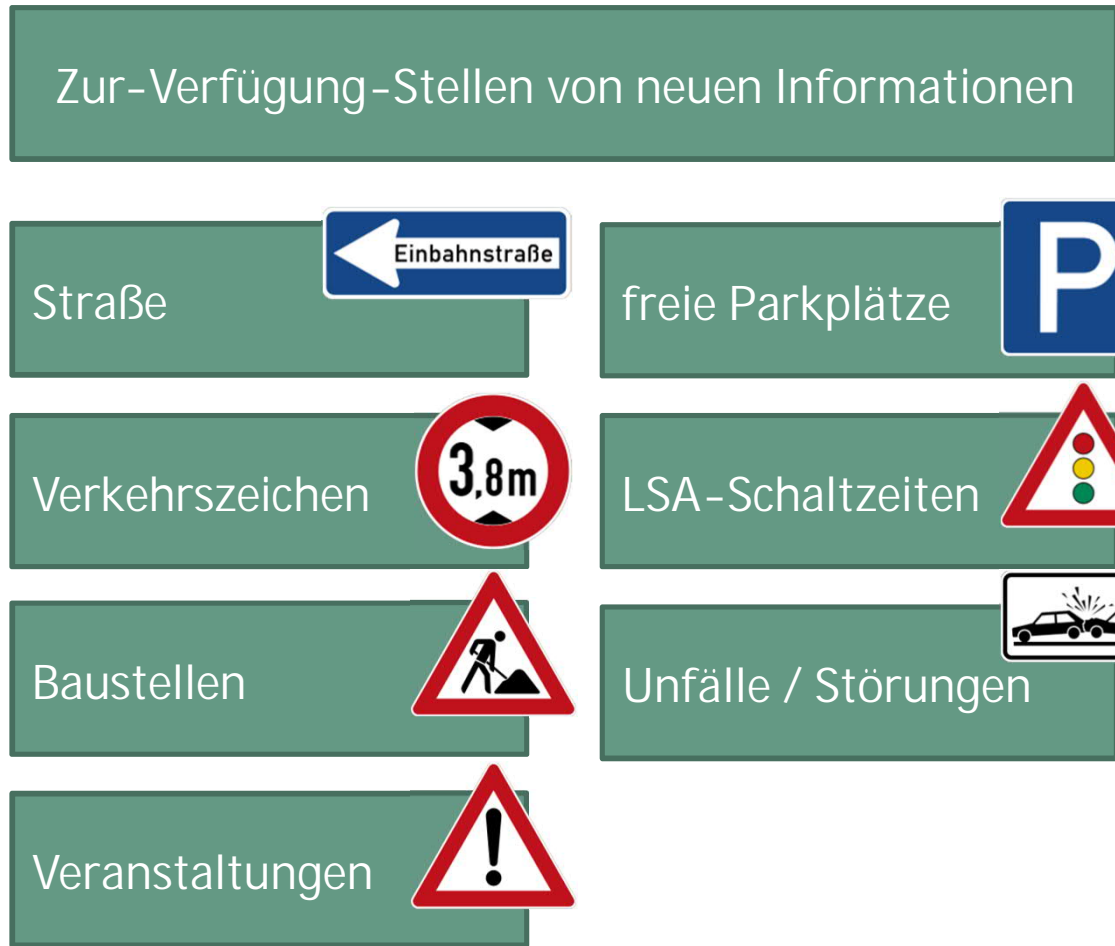 Zur-Verfügung-Stellen von neuen Informationen
Straße
Einbahnstraße
freie Parkplätze
P
Verkehrszeichen
3,8m
LSA-Schaltzeiten
Baustellen
Unfälle / Störungen
Veranstaltungen
!